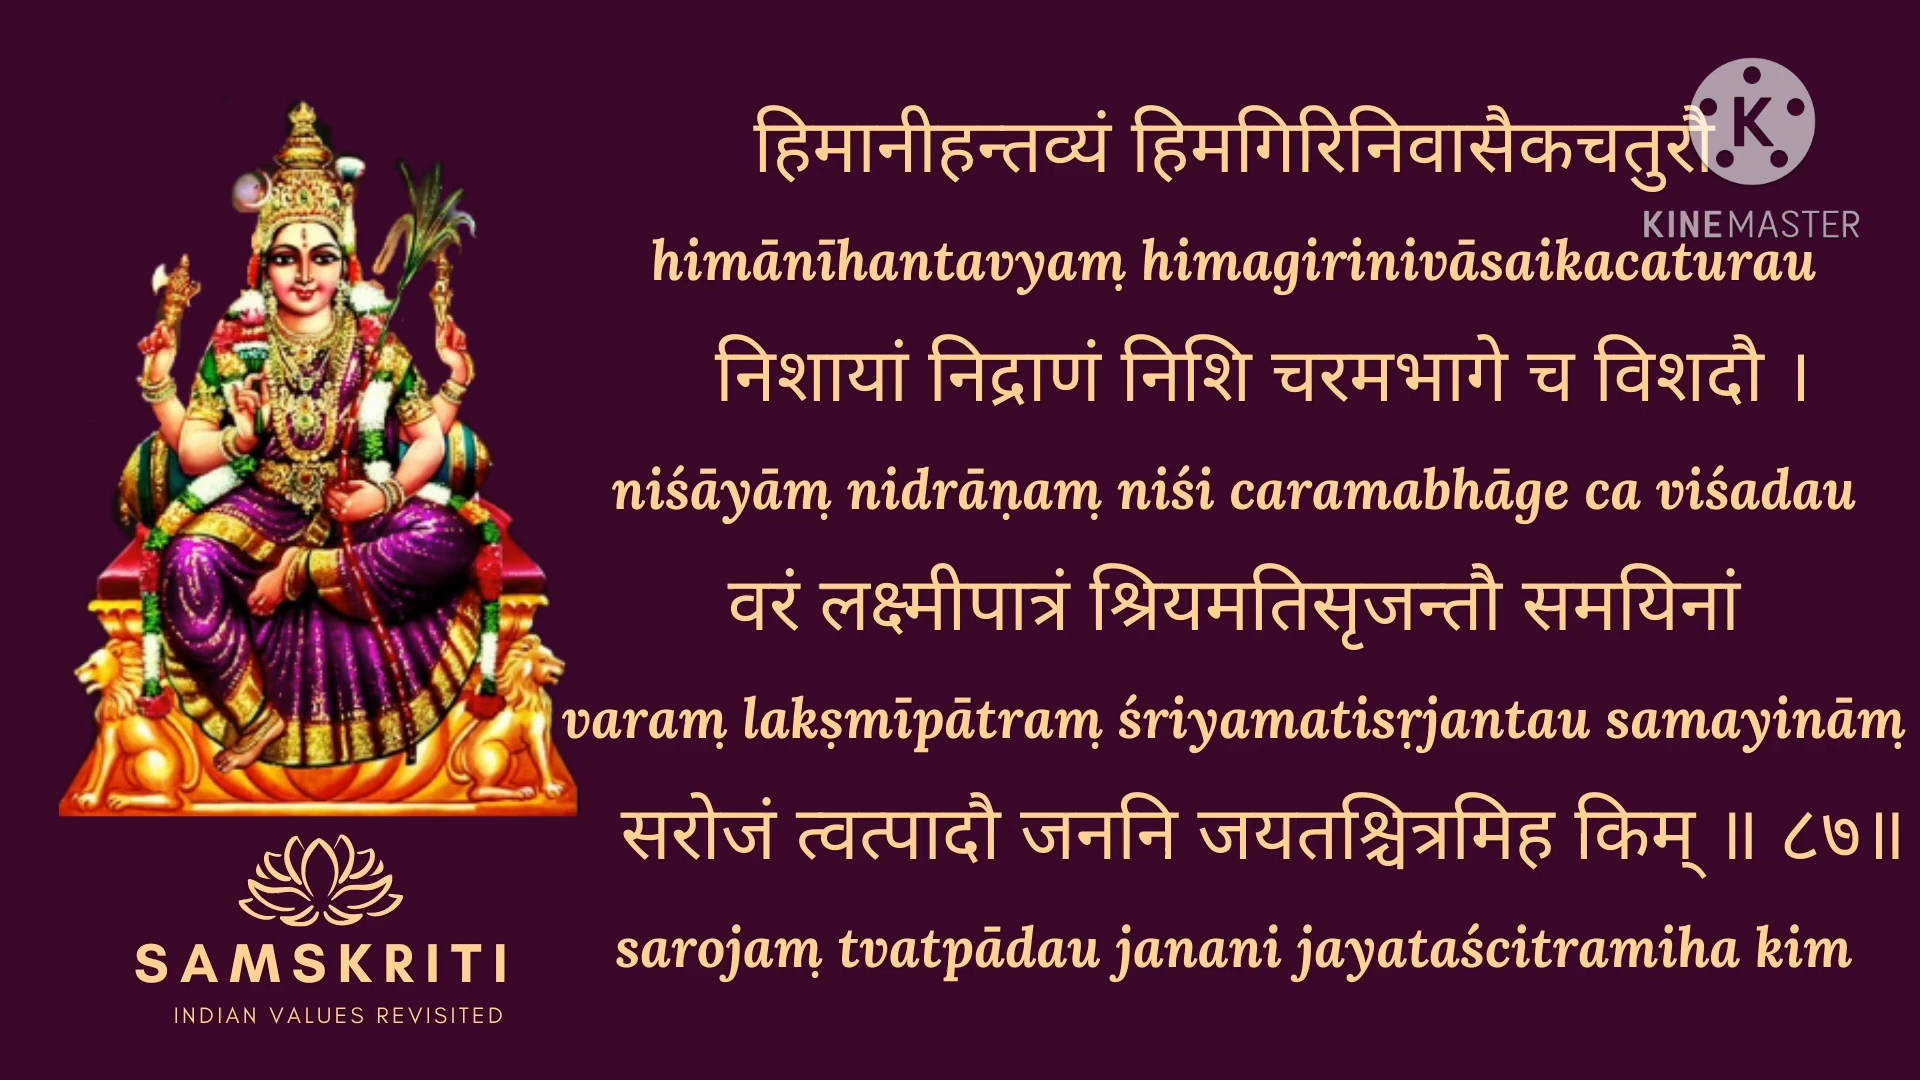 हिमानीहन्तव्यं हिमगिरिनिवासैकचतुरौ
K
KINEMASTER
himānīhantavyaṃ himagirinivāsaikacaturau
निशायां निद्राणं निशि चरमभागे च विशदौ ।
niśāyāṃ nidrāṇaṃ niśi caramabhāge ca viśadau
वरं लक्ष्मीपात्रं श्रियमतिसृजन्तौ समयिनां
varaṃ lakṣmīpātraṃ śriyamatisṛjantau samayināṃ
सरोजं त्वत्पादौ जननि जयतश्चित्रमिह किम् ॥ ८७॥
sarojaṃ tvatpādau janani jayataścitramiha kim
SAMSKRITI
INDIAN VALUES REVISITED